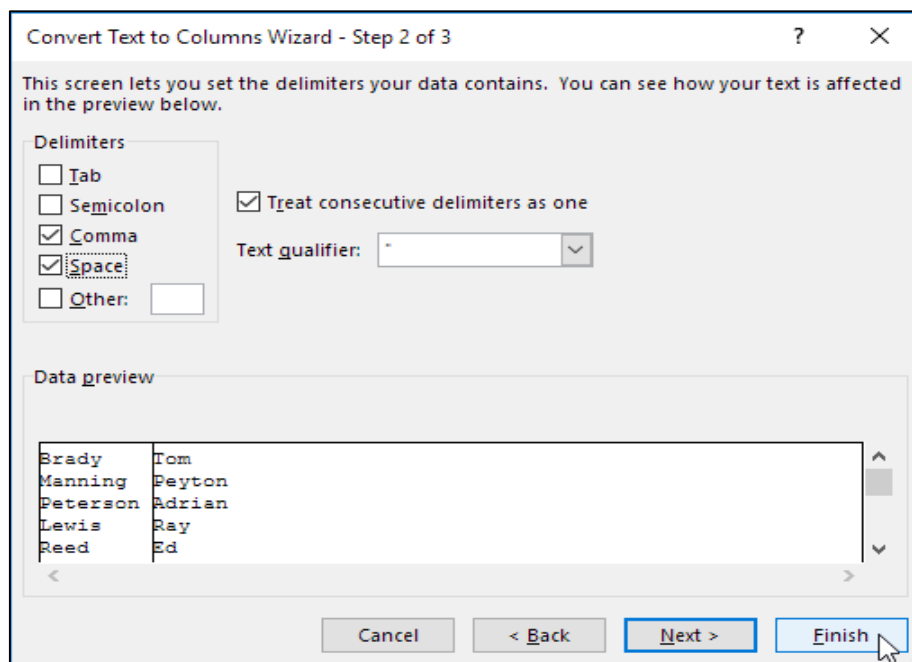 Convert Text to Columns Wizard - Step 2 of 3 ?
This screen lets you set the delimiters your data contains. You can see how your text is affected
in the preview below.
Delimiters
Tab
Semicolon
Comma
Space
Other:
Treat consecutive delimiters as one
Text qualifier: "
Data preview
Brady Tom
Manning Peyton
Peterson Adrian
Lewis Ray
Reed Ed
Cancel < Back Next > Finish